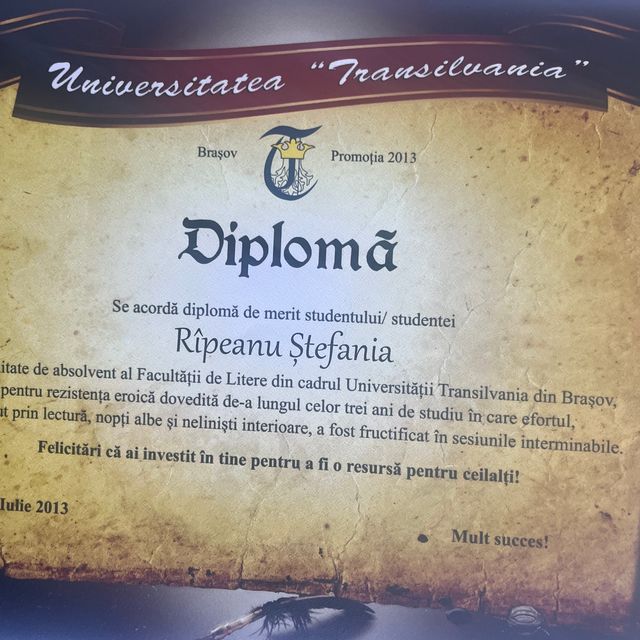 Universitatea "Transilvania"
Brașov
Promoția 2013
Diplomă
Se acordă diplomă de merit studentului/ studentei
Rîpeanu Ștefania
itate de absolvent al Facultății de Litere din cadrul Universității Transilvania din Brașov,
pentru rezistența eroică dovedită de-a lungul celor trei ani de studiu în care efortul,
ut prin lectură, nopți albe și neliniști interioare, a fost fructificat în sesiunile interminabile.
Felicitări că ai investit în tine pentru a fi o resursă pentru ceilalți!
Iulie 2013
Mult succes!